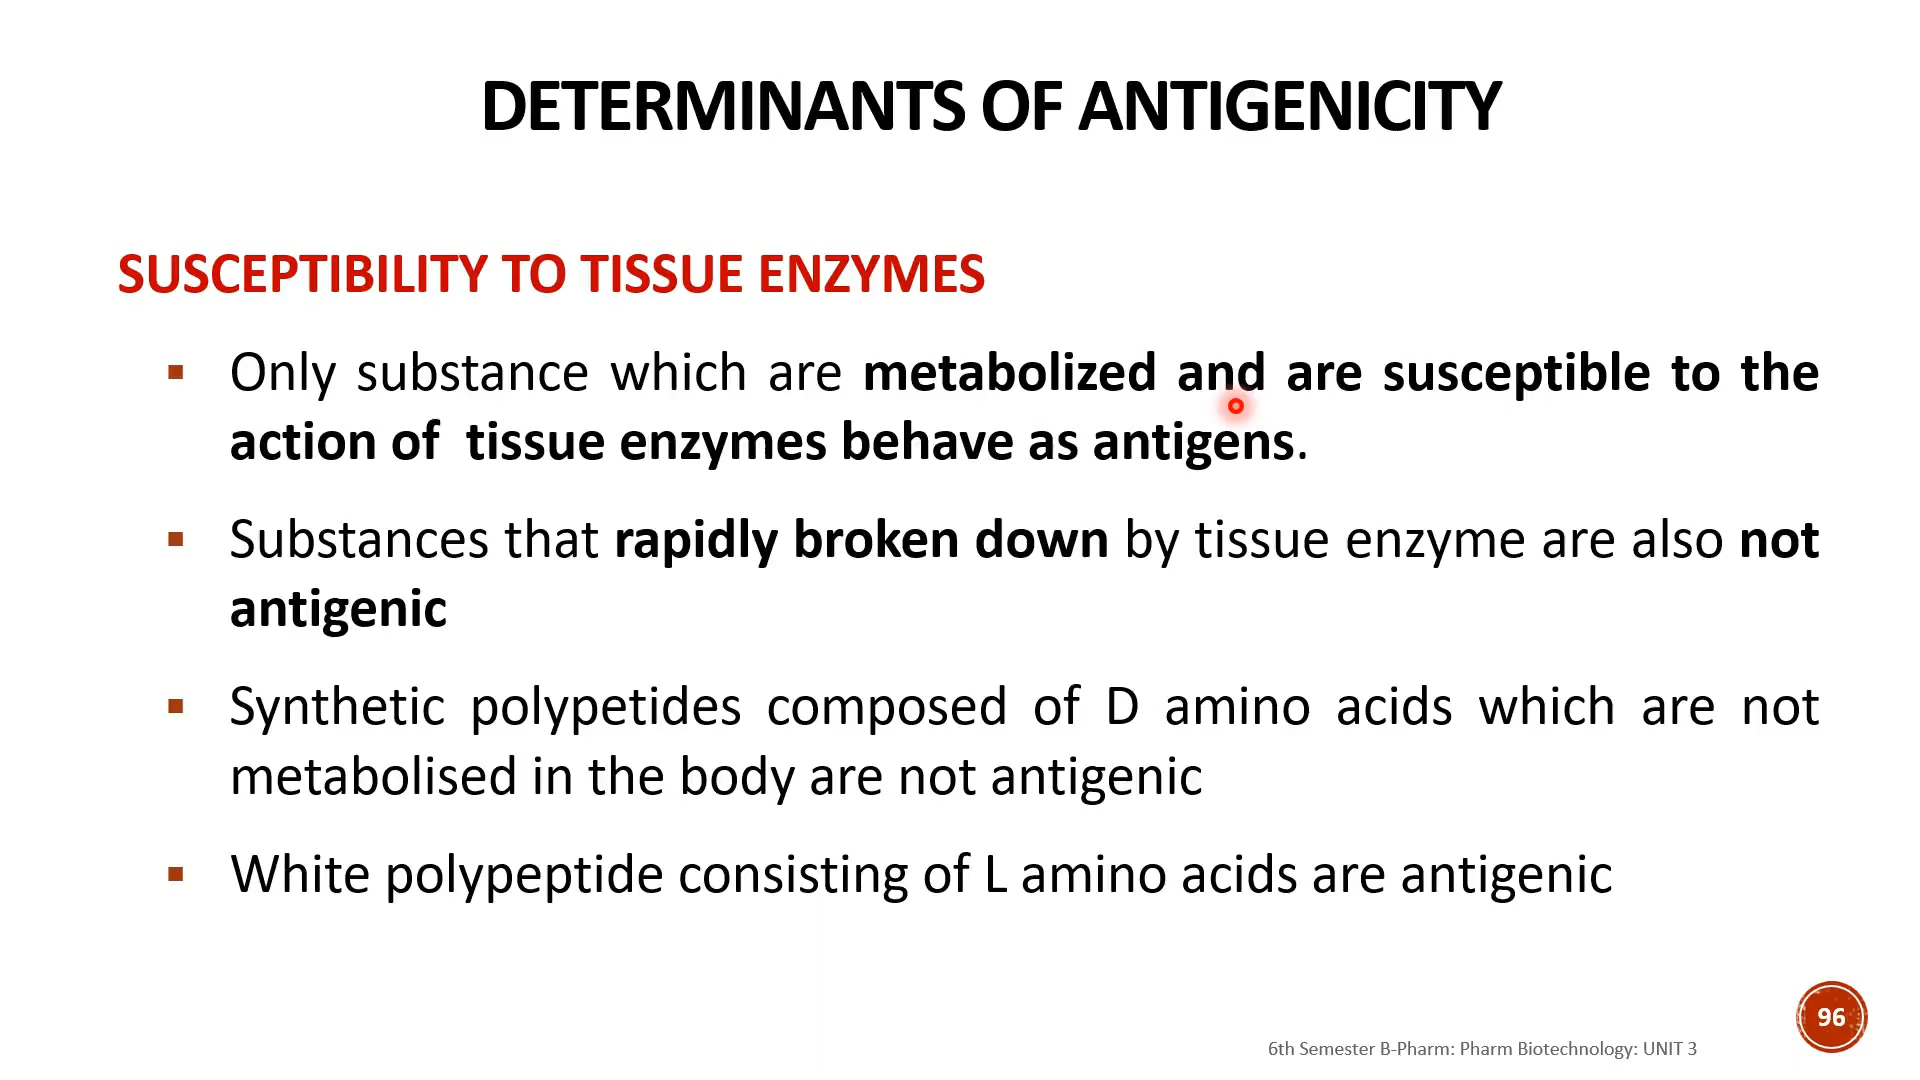 DETERMINANTS OF ANTIGENICITY
SUSCEPTIBILITY TO TISSUE ENZYMES
Only substance which are metabolized and are susceptible to the
action of tissue enzymes behave as antigens.
Substances that rapidly broken down by tissue enzyme are also not
antigenic
Synthetic polypetides composed of D amino acids which are not
metabolised in the body are not antigenic
White polypeptide consisting of L amino acids are antigenic
96
6th Semester B-Pharm: Pharm Biotechnology: UNIT 3